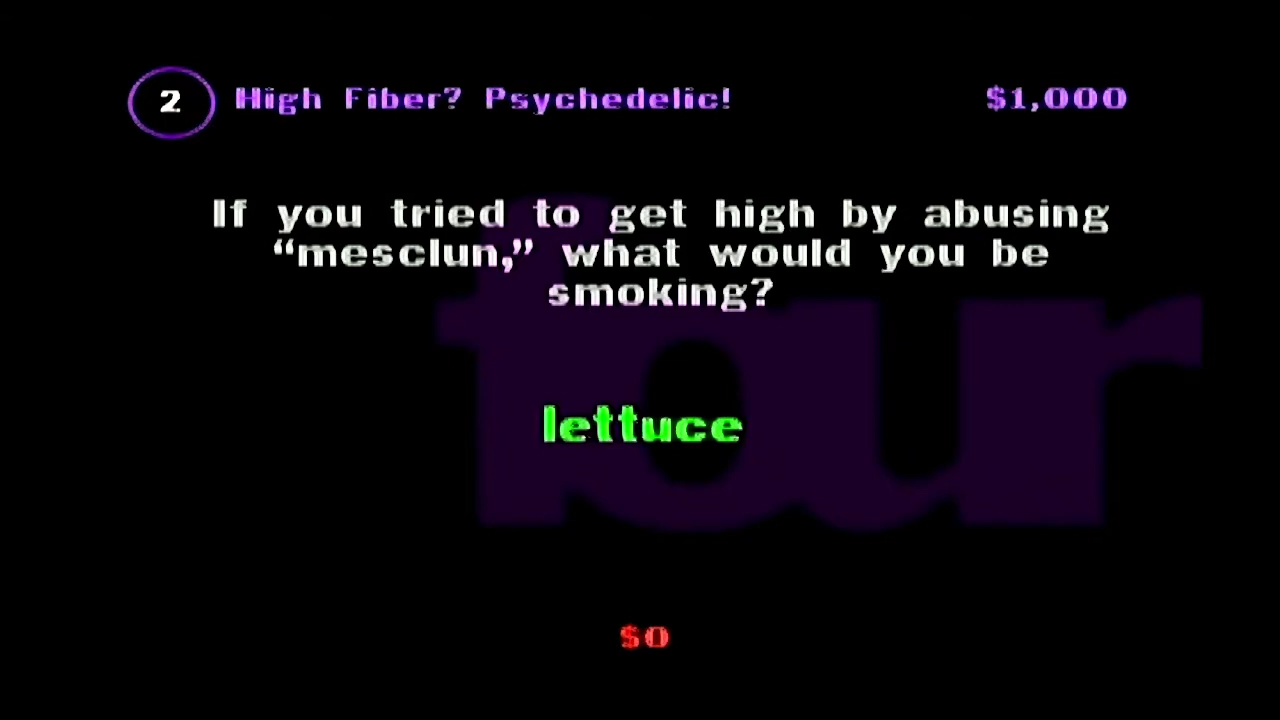 2 High Fiber? Psychedelic! $1,000
If you tried to get high by abusing
“mesclun,” what would you be
smoking?
four
lettuce
$0